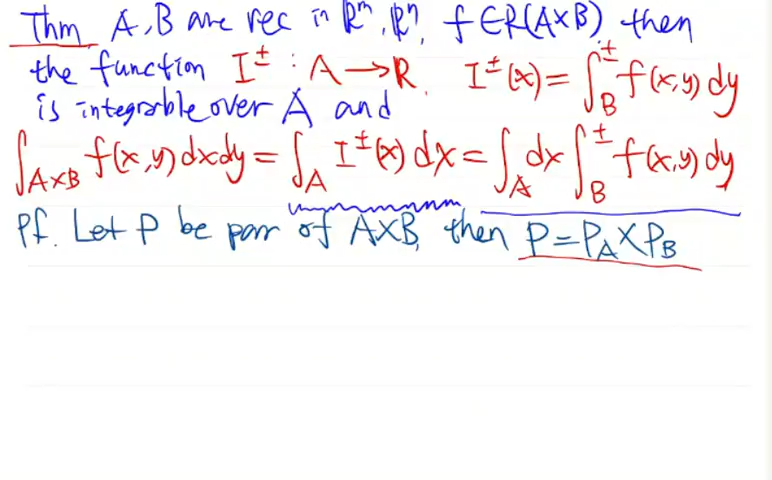 Thm A, B are rec in ℝᵐ, ℝⁿ, f ∈ R(A×B) then
the function I^± : A → R. I^±(x) = ∫_B^± f(x,y) dy
is integrable over A and
∫_{A×B} f(x,y) dx dy = ∫_A I^±(x) dx = ∫_A dx ∫_B^± f(x,y) dy
Pf. Let P be parr of A×B, then P = P_A × P_B